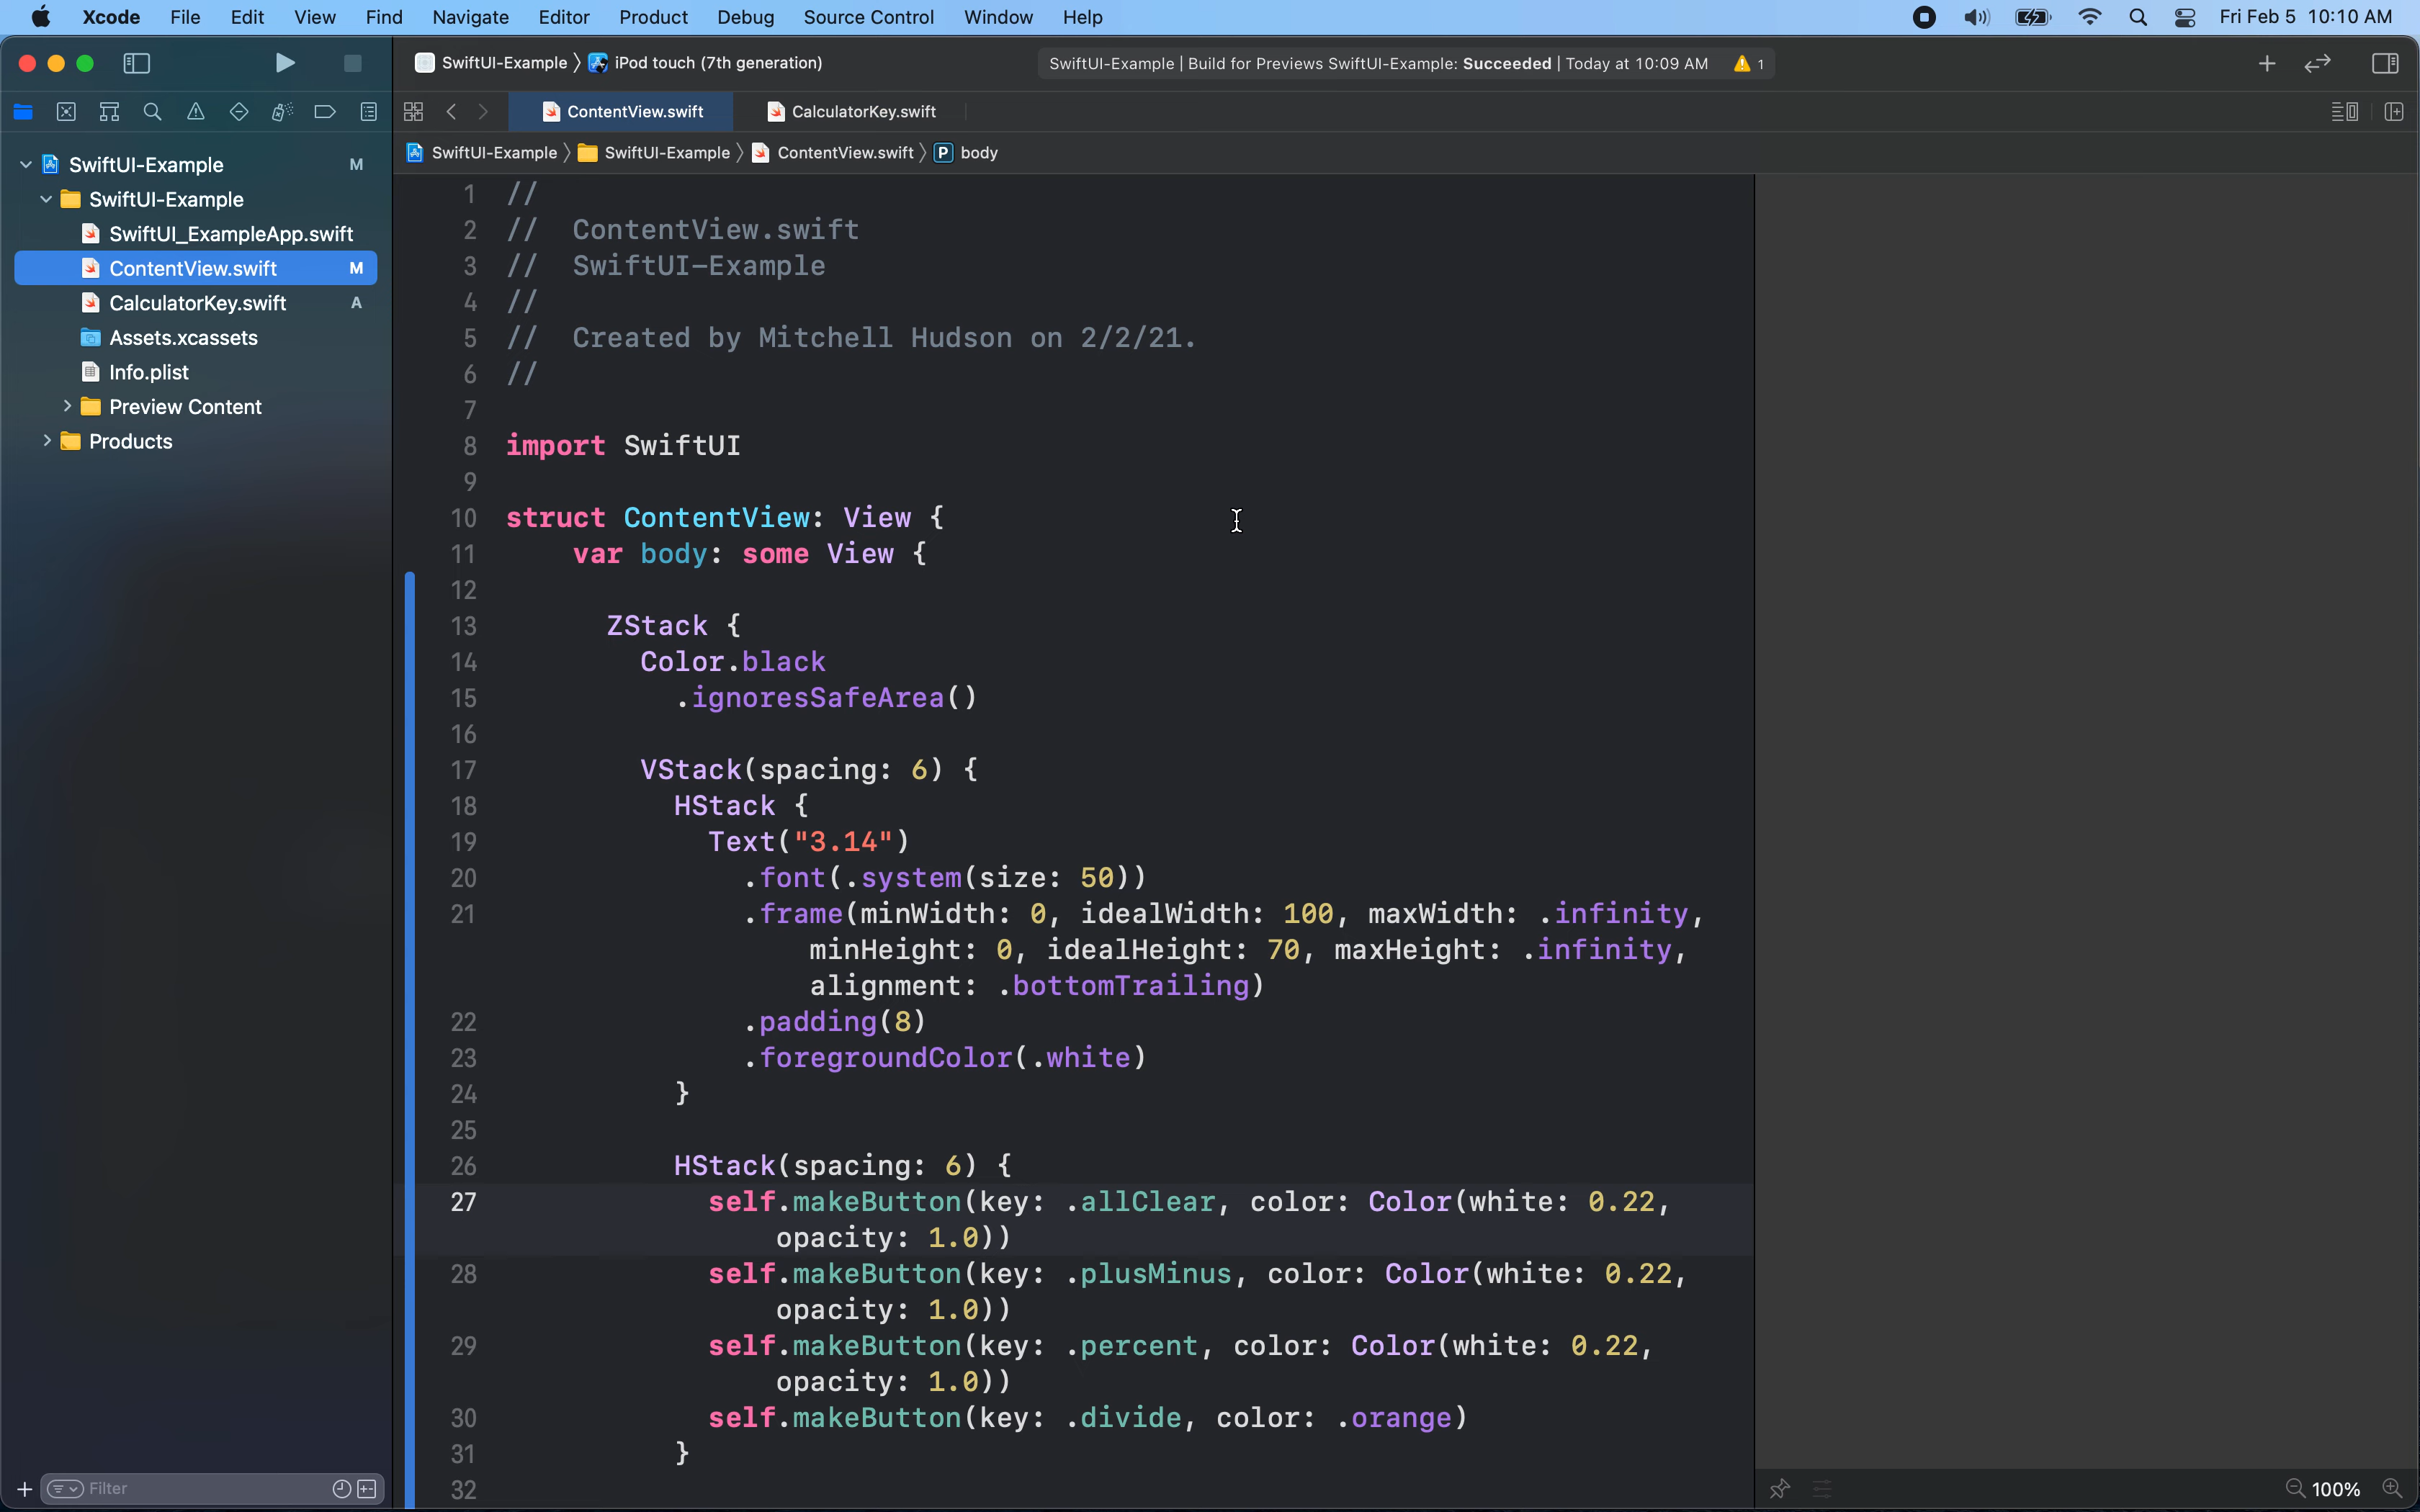 Xcode File Edit View Find Navigate Editor Product Debug Source Control Window Help Fri Feb 5 10:10 AM
SwiftUI-Example 〉 iPod touch (7th generation) SwiftUI-Example | Build for Previews SwiftUI-Example: Succeeded | Today at 10:09 AM 1
ContentView.swift CalculatorKey.swift
SwiftUI-Example 〉 SwiftUI-Example 〉 ContentView.swift 〉 P body
SwiftUI-Example M
SwiftUI-Example
SwiftUI_ExampleApp.swift
ContentView.swift M
CalculatorKey.swift A
Assets.xcassets
Info.plist
Preview Content
Products
Filter
1 //
2 //  ContentView.swift
3 //  SwiftUI-Example
4 //
5 //  Created by Mitchell Hudson on 2/2/21.
6 //
7
8 import SwiftUI
9
10 struct ContentView: View {
11     var body: some View {
12
13       ZStack {
14         Color.black
15           .ignoresSafeArea()
16
17         VStack(spacing: 6) {
18           HStack {
19             Text("3.14")
20               .font(.system(size: 50))
21               .frame(minWidth: 0, idealWidth: 100, maxWidth: .infinity,
minHeight: 0, idealHeight: 70, maxHeight: .infinity,
alignment: .bottomTrailing)
22               .padding(8)
23               .foregroundColor(.white)
24           }
25
26           HStack(spacing: 6) {
27             self.makeButton(key: .allClear, color: Color(white: 0.22,
opacity: 1.0))
28             self.makeButton(key: .plusMinus, color: Color(white: 0.22,
opacity: 1.0))
29             self.makeButton(key: .percent, color: Color(white: 0.22,
opacity: 1.0))
30             self.makeButton(key: .divide, color: .orange)
31           }
32
100%